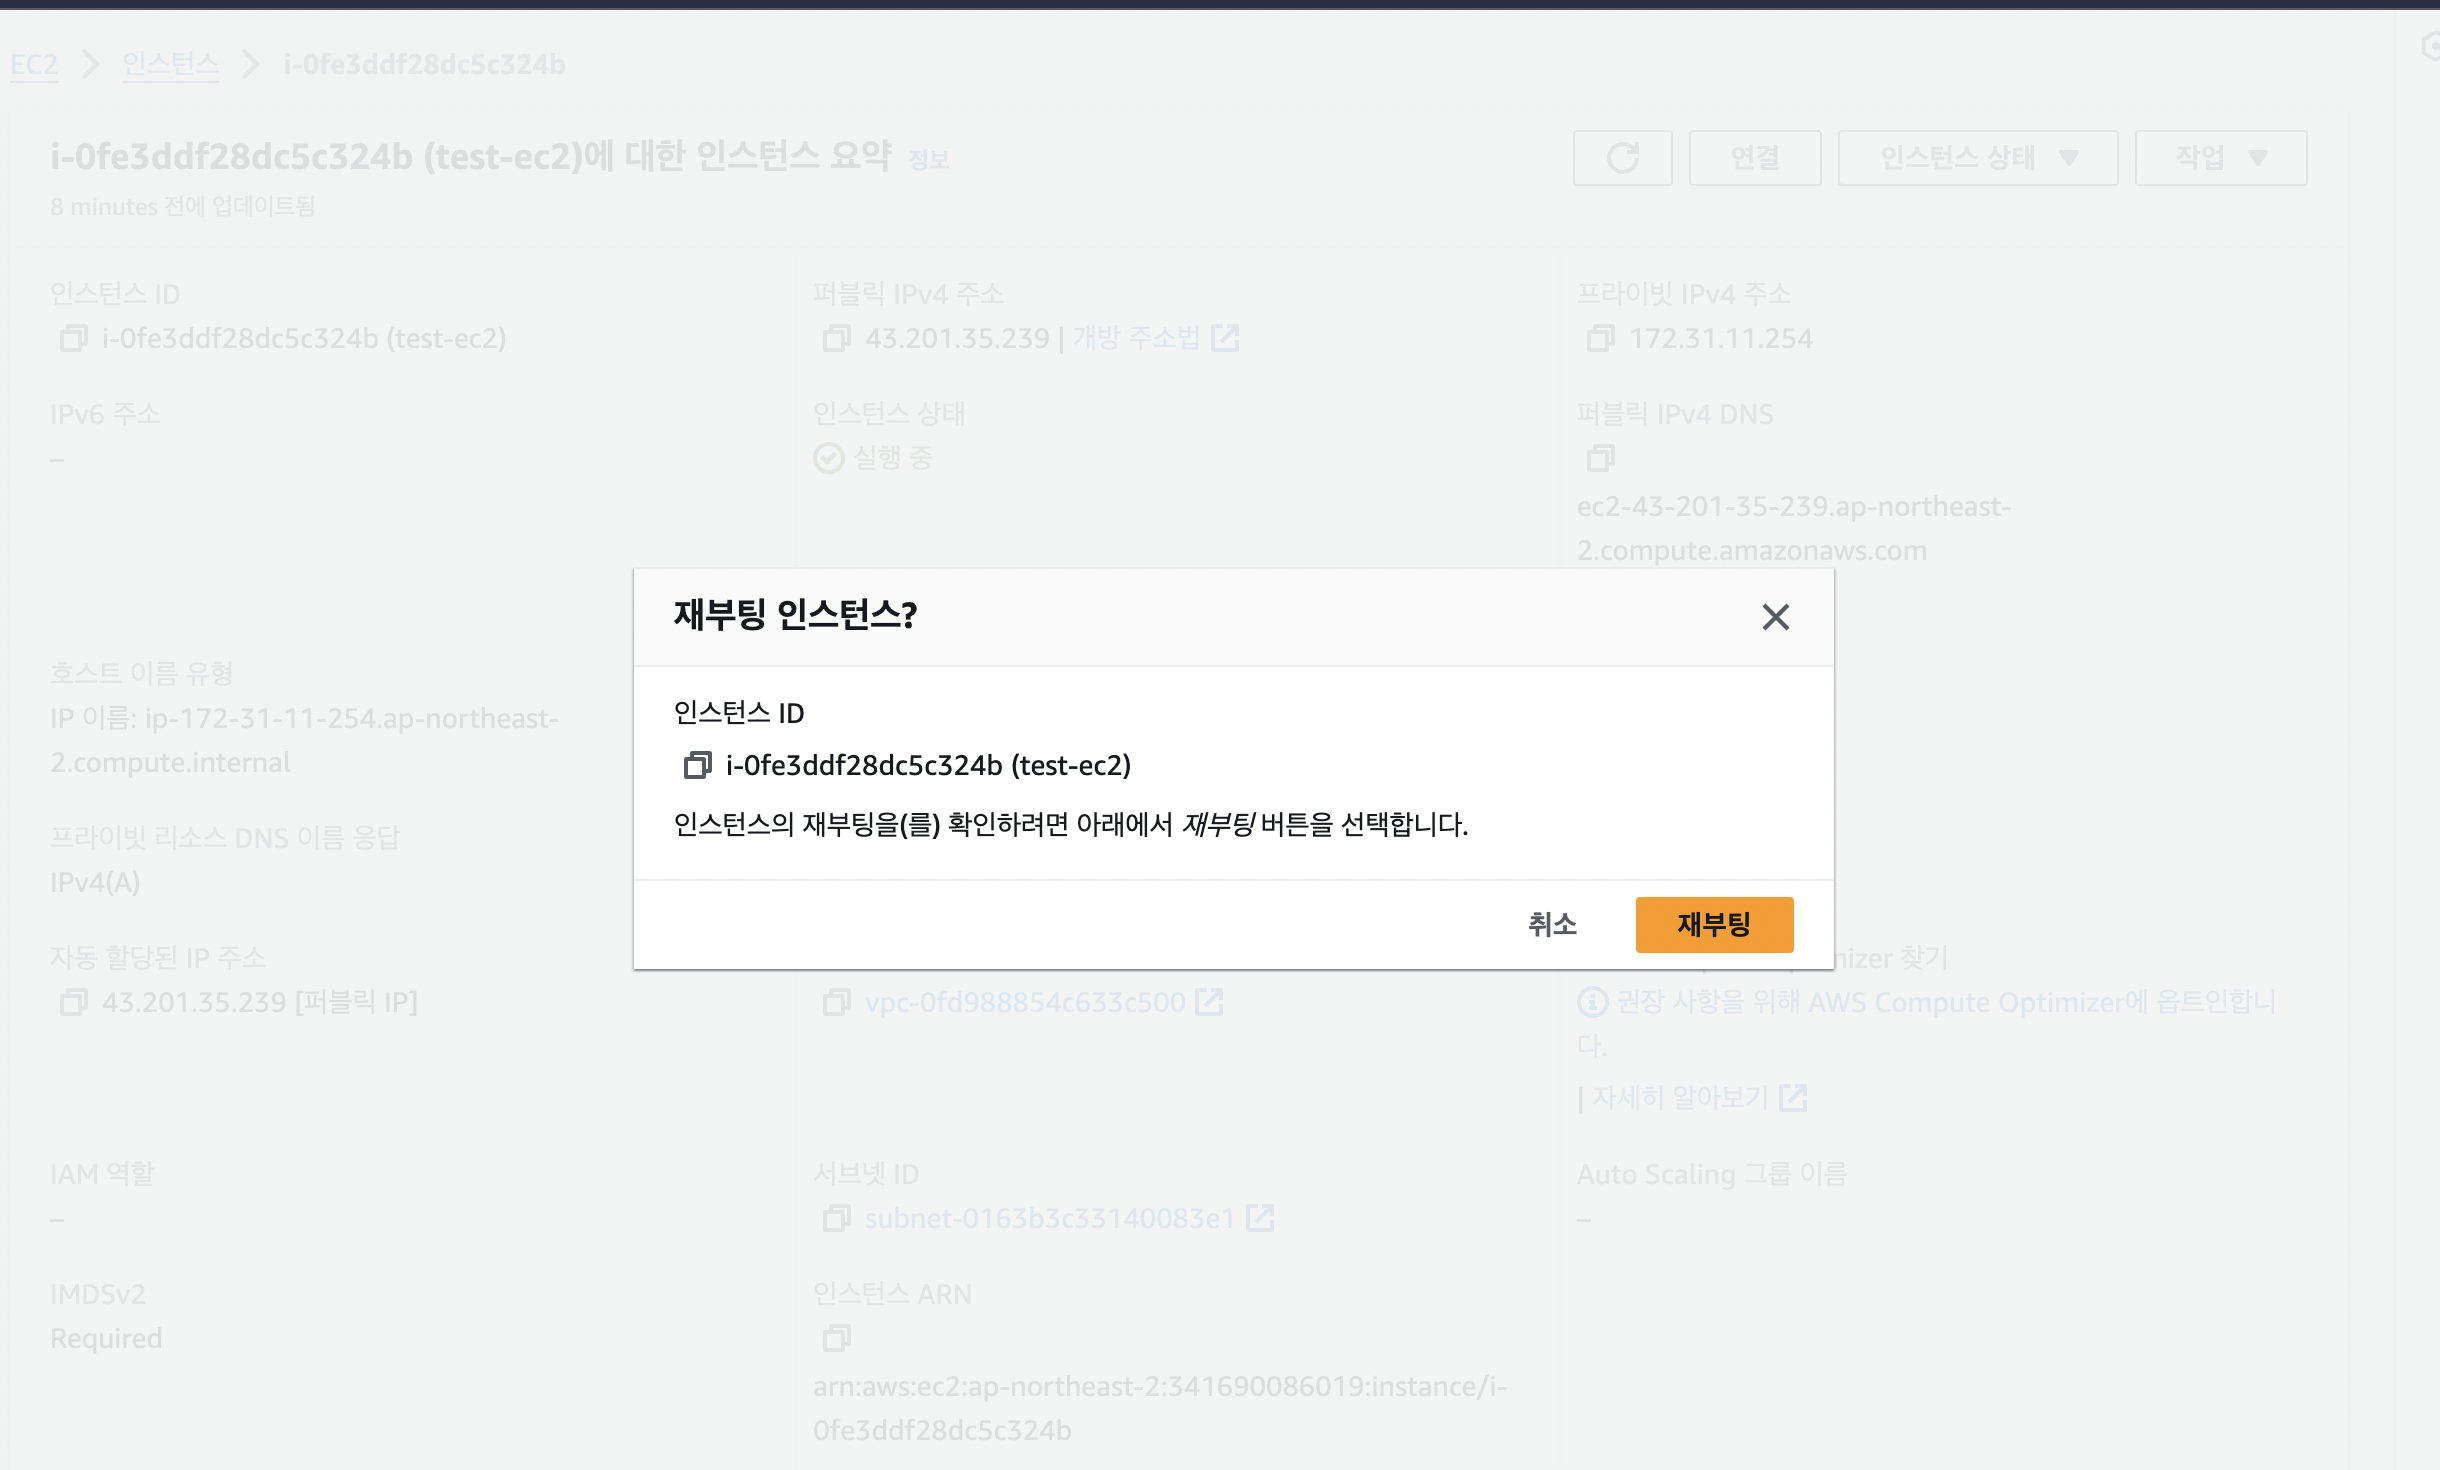 EC2 > 인스턴스 > i-0fe3ddf28dc5c324b
i-0fe3ddf28dc5c324b (test-ec2)에 대한 인스턴스 요약 정보
8 minutes 전에 업데이트됨
연결
인스턴스 상태
작업
인스턴스 ID
i-0fe3ddf28dc5c324b (test-ec2)
퍼블릭 IPv4 주소
43.201.35.239 | 개방 주소법
프라이빗 IPv4 주소
172.31.11.254
IPv6 주소
–
인스턴스 상태
실행 중
퍼블릭 IPv4 DNS
ec2-43-201-35-239.ap-northeast-
2.compute.amazonaws.com
재부팅 인스턴스?
인스턴스 ID
i-0fe3ddf28dc5c324b (test-ec2)
인스턴스의 재부팅을(를) 확인하려면 아래에서 재부팅 버튼을 선택합니다.
취소
재부팅
호스트 이름 유형
IP 이름: ip-172-31-11-254.ap-northeast-
2.compute.internal
프라이빗 리소스 DNS 이름 응답
IPv4(A)
자동 할당된 IP 주소
43.201.35.239 [퍼블릭 IP]
vpc-0fd988854c633c500
찾기
권장 사항을 위해 AWS Compute Optimizer에 옵트인합니
다.
| 자세히 알아보기
IAM 역할
–
서브넷 ID
subnet-0163b3c33140083e1
Auto Scaling 그룹 이름
–
IMDSv2
Required
인스턴스 ARN
arn:aws:ec2:ap-northeast-2:341690086019:instance/i-
0fe3ddf28dc5c324b